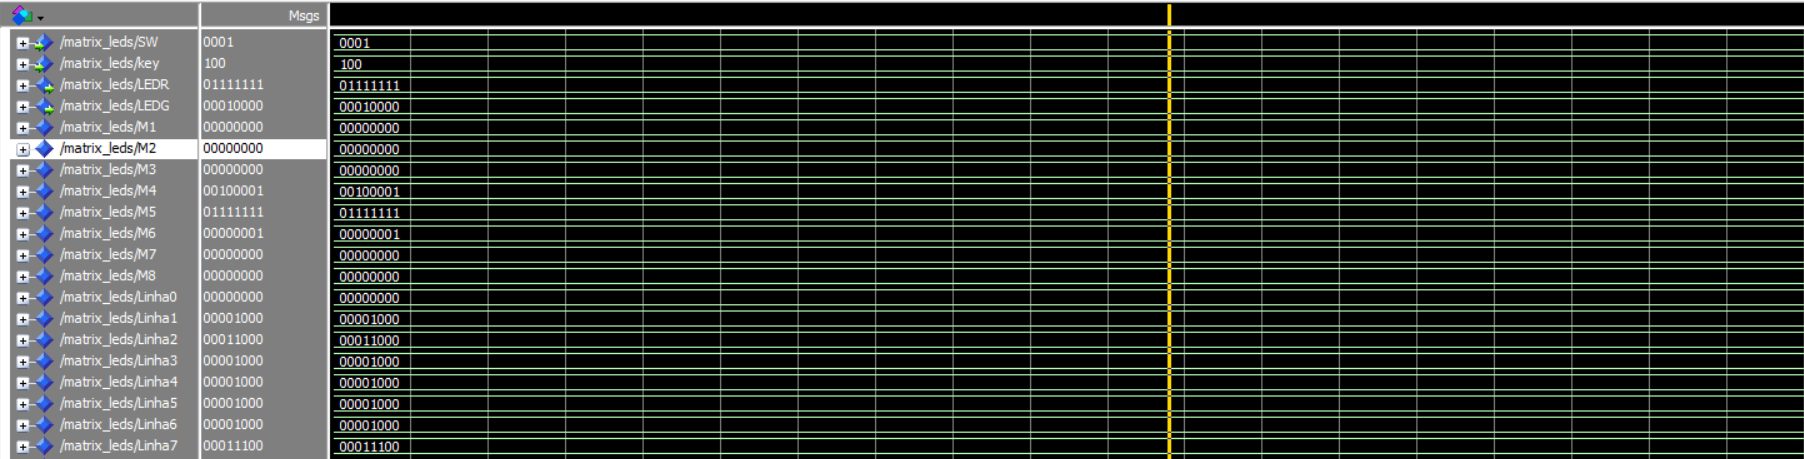 Msgs
/matrix_leds/SW 0001 0001
/matrix_leds/key 100 100
/matrix_leds/LEDR 01111111 01111111
/matrix_leds/LEDG 00010000 00010000
/matrix_leds/M1 00000000 00000000
/matrix_leds/M2 00000000 00000000
/matrix_leds/M3 00000000 00000000
/matrix_leds/M4 00100001 00100001
/matrix_leds/M5 01111111 01111111
/matrix_leds/M6 00000001 00000001
/matrix_leds/M7 00000000 00000000
/matrix_leds/M8 00000000 00000000
/matrix_leds/Linha0 00000000 00000000
/matrix_leds/Linha1 00001000 00001000
/matrix_leds/Linha2 00011000 00011000
/matrix_leds/Linha3 00001000 00001000
/matrix_leds/Linha4 00001000 00001000
/matrix_leds/Linha5 00001000 00001000
/matrix_leds/Linha6 00001000 00001000
/matrix_leds/Linha7 00011100 00011100